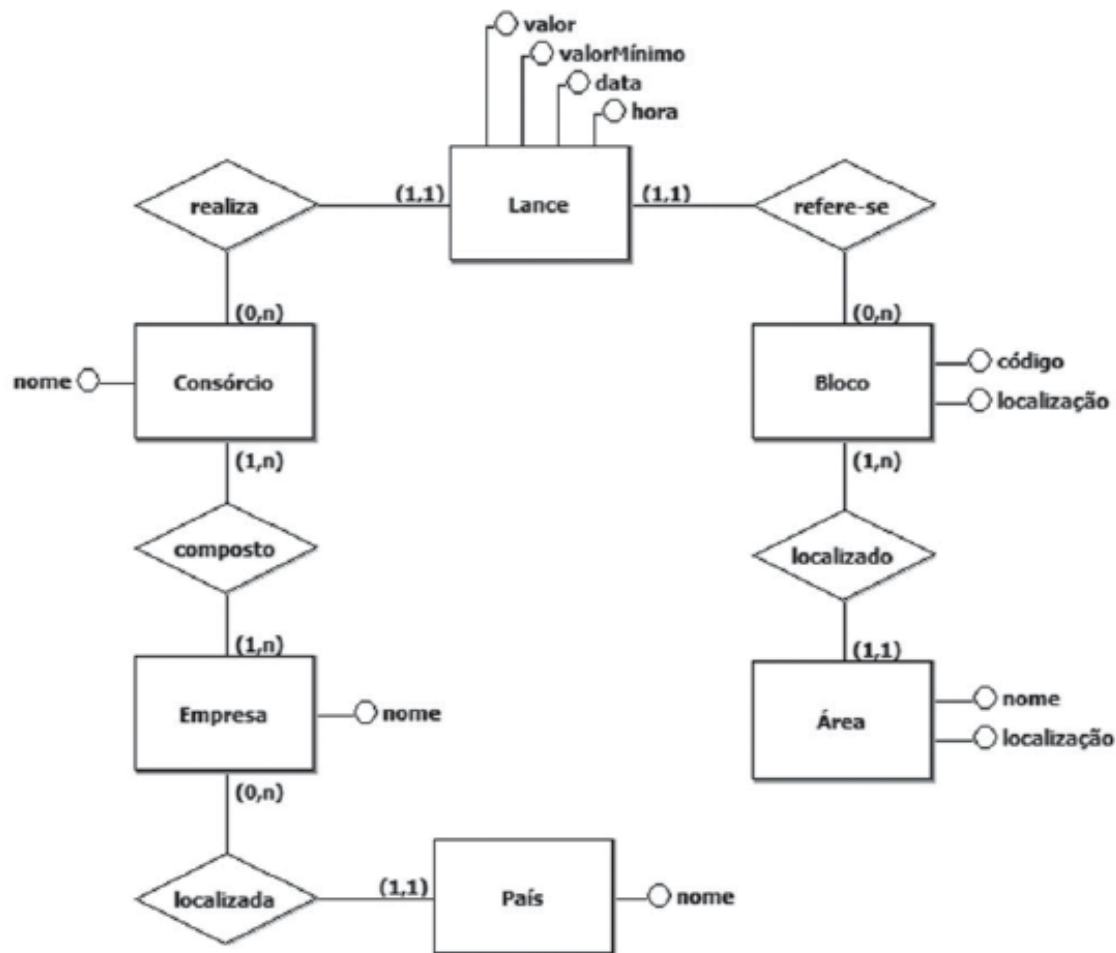 valor
valorMínimo
data
hora
realiza
(1,1)
Lance
(1,1)
refere-se
(0,n)
(0,n)
nome
Consórcio
Bloco
código
localização
(1,n)
(1,n)
composto
localizado
(1,n)
(1,1)
Empresa
nome
Área
nome
localização
(0,n)
localizada
(1,1)
País
nome